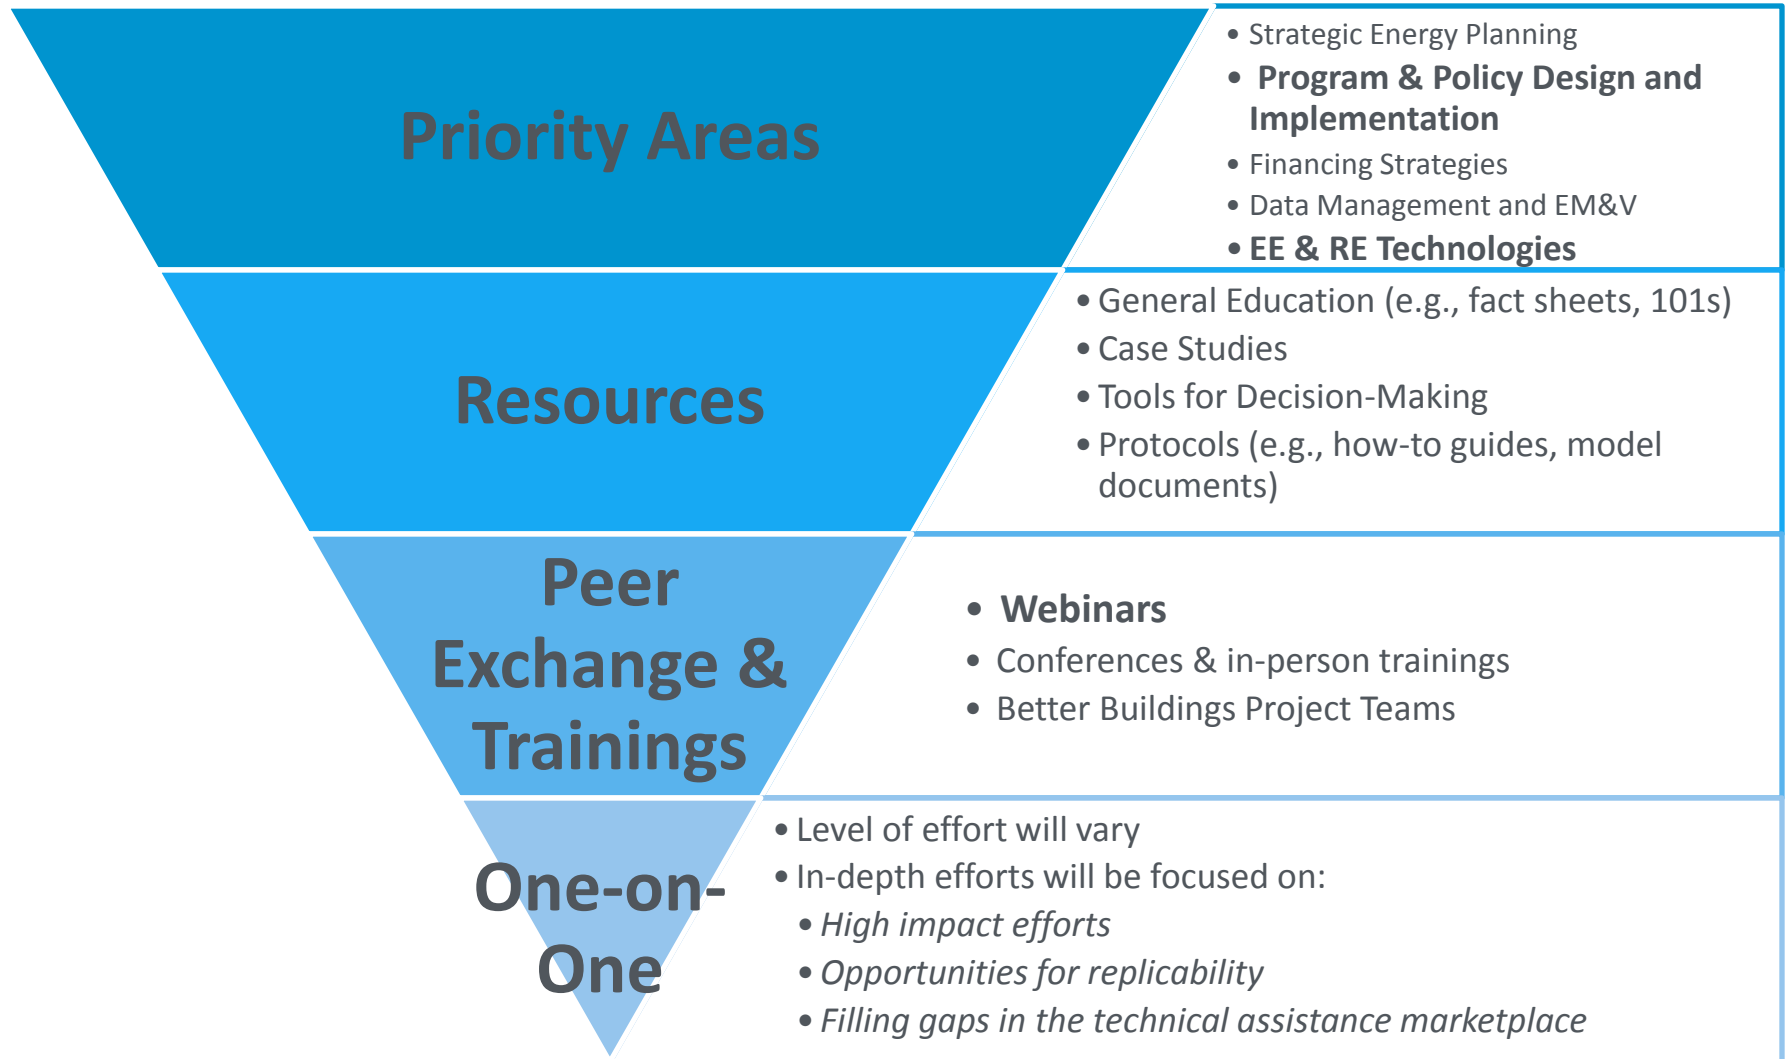 Priority Areas
• Strategic Energy Planning
• Program & Policy Design and
Implementation
• Financing Strategies
• Data Management and EM&V
• EE & RE Technologies
Resources
• General Education (e.g., fact sheets, 101s)
• Case Studies
• Tools for Decision-Making
• Protocols (e.g., how-to guides, model
documents)
Peer
Exchange &
Trainings
• Webinars
• Conferences & in-person trainings
• Better Buildings Project Teams
One-on-
One
• Level of effort will vary
• In-depth efforts will be focused on:
• High impact efforts
• Opportunities for replicability
• Filling gaps in the technical assistance marketplace